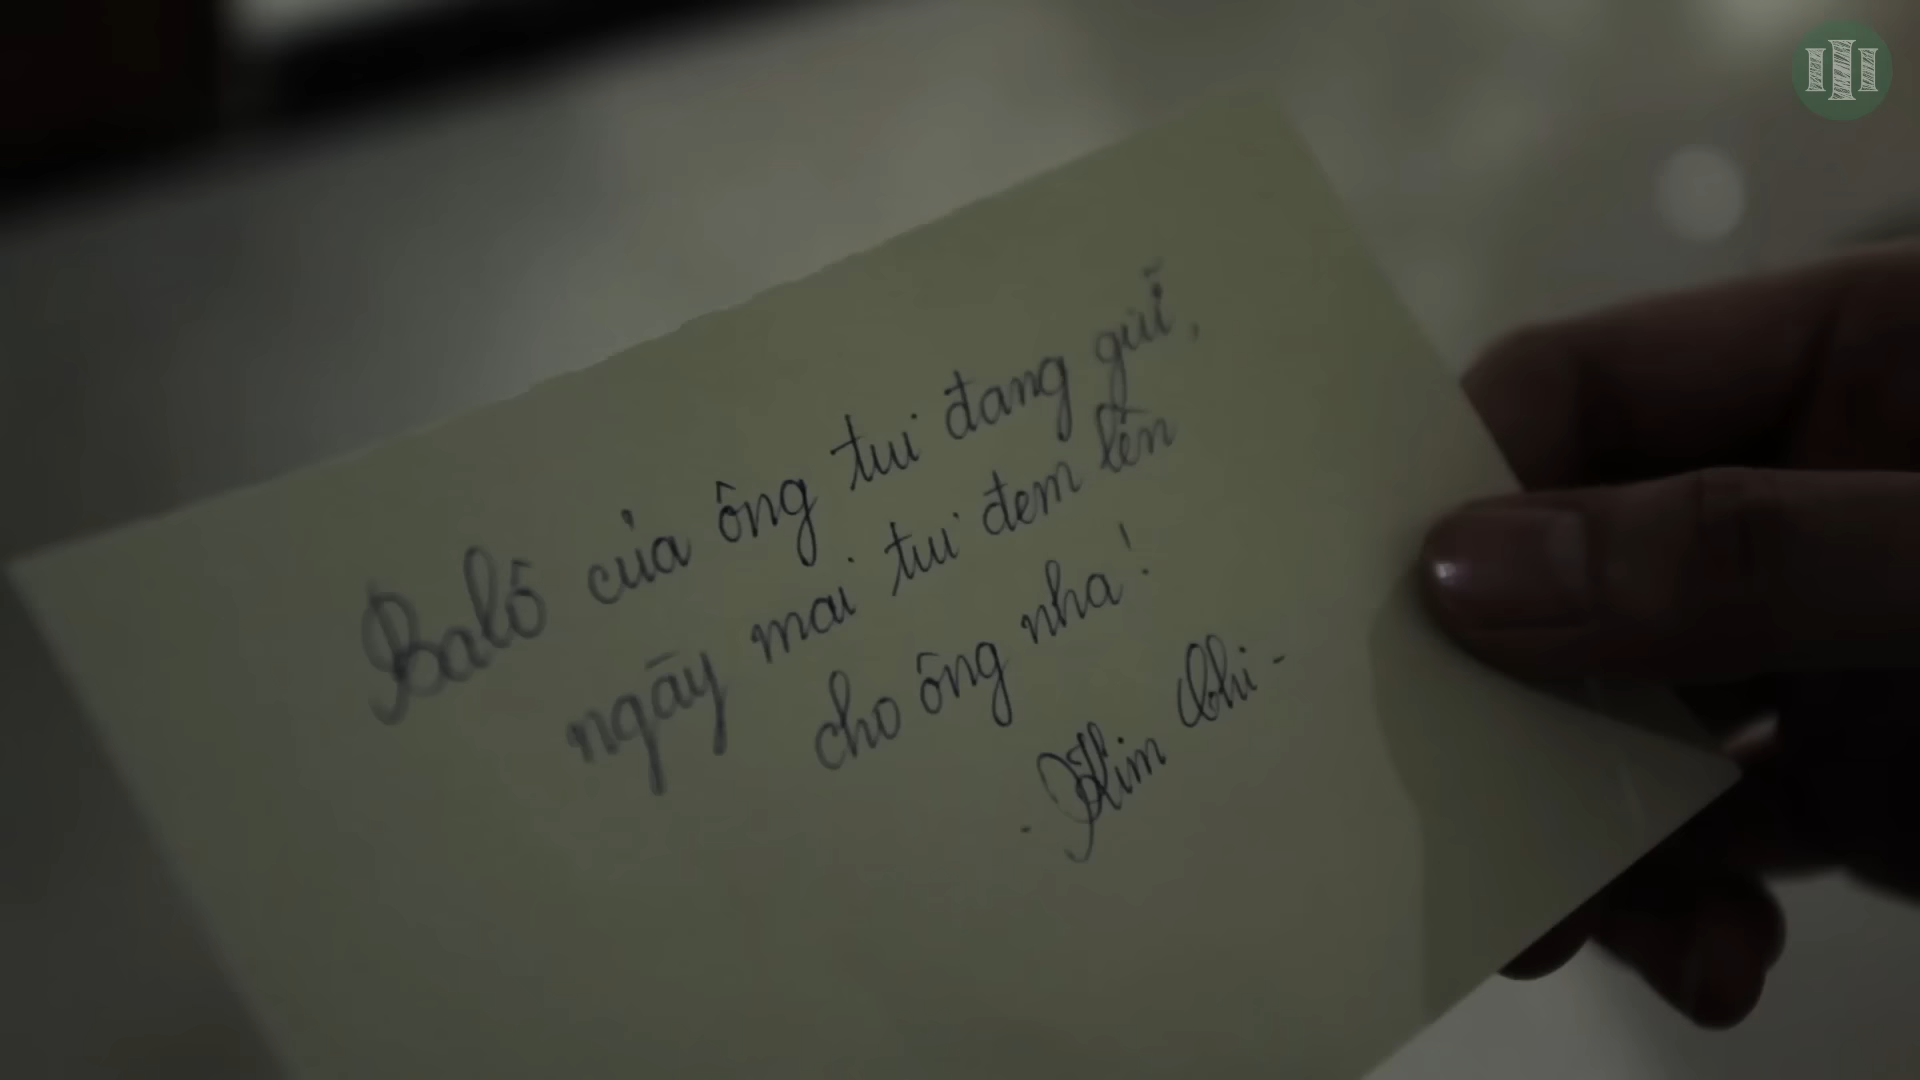 Balô của ông tui đang giữ,
ngày mai tui đem lên
cho ông nha!
- Kim Chi -